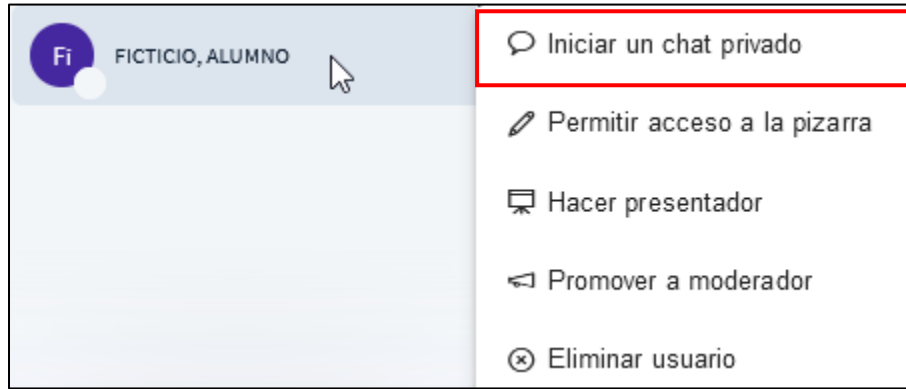 Fi
FICTICIO, ALUMNO
Iniciar un chat privado
Permitir acceso a la pizarra
Hacer presentador
Promover a moderador
Eliminar usuario